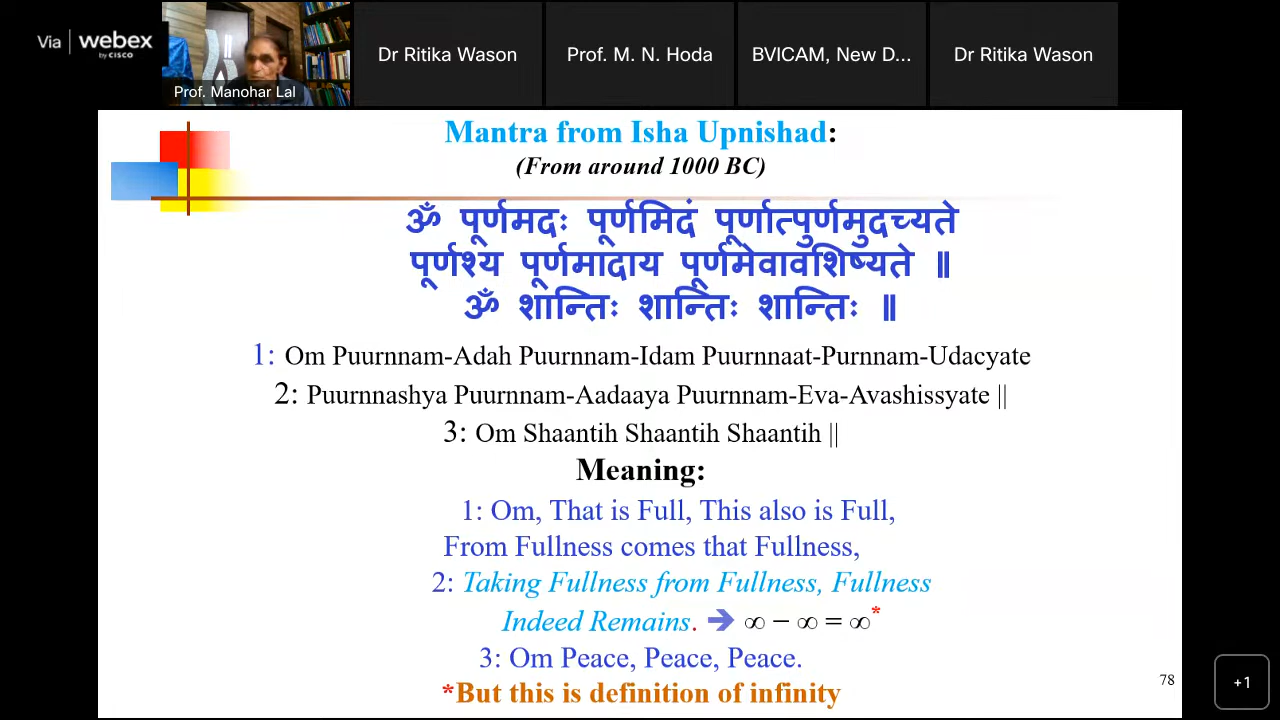 Via | webex
by CISCO
Prof. Manohar Lal
Dr Ritika Wason
Prof. M. N. Hoda
BVICAM, New D...
Dr Ritika Wason
Mantra from Isha Upnishad:
(From around 1000 BC)
ॐ पूर्णमदः पूर्णमिदं पूर्णात्पुर्णमुदच्यते
पूर्णश्य पूर्णमादाय पूर्णमेवावशिष्यते ॥
ॐ शान्तिः शान्तिः शान्तिः ॥
1: Om Puurnnam-Adah Puurnnam-Idam Puurnnaat-Purnnam-Udacyate
2: Puurnnashya Puurnnam-Aadaaya Puurnnam-Eva-Avashissyate ||
3: Om Shaantih Shaantih Shaantih ||
Meaning:
1: Om, That is Full, This also is Full,
From Fullness comes that Fullness,
2: Taking Fullness from Fullness, Fullness
Indeed Remains. ➔ ∞ − ∞ = ∞*
3: Om Peace, Peace, Peace.
*But this is definition of infinity
78
+1